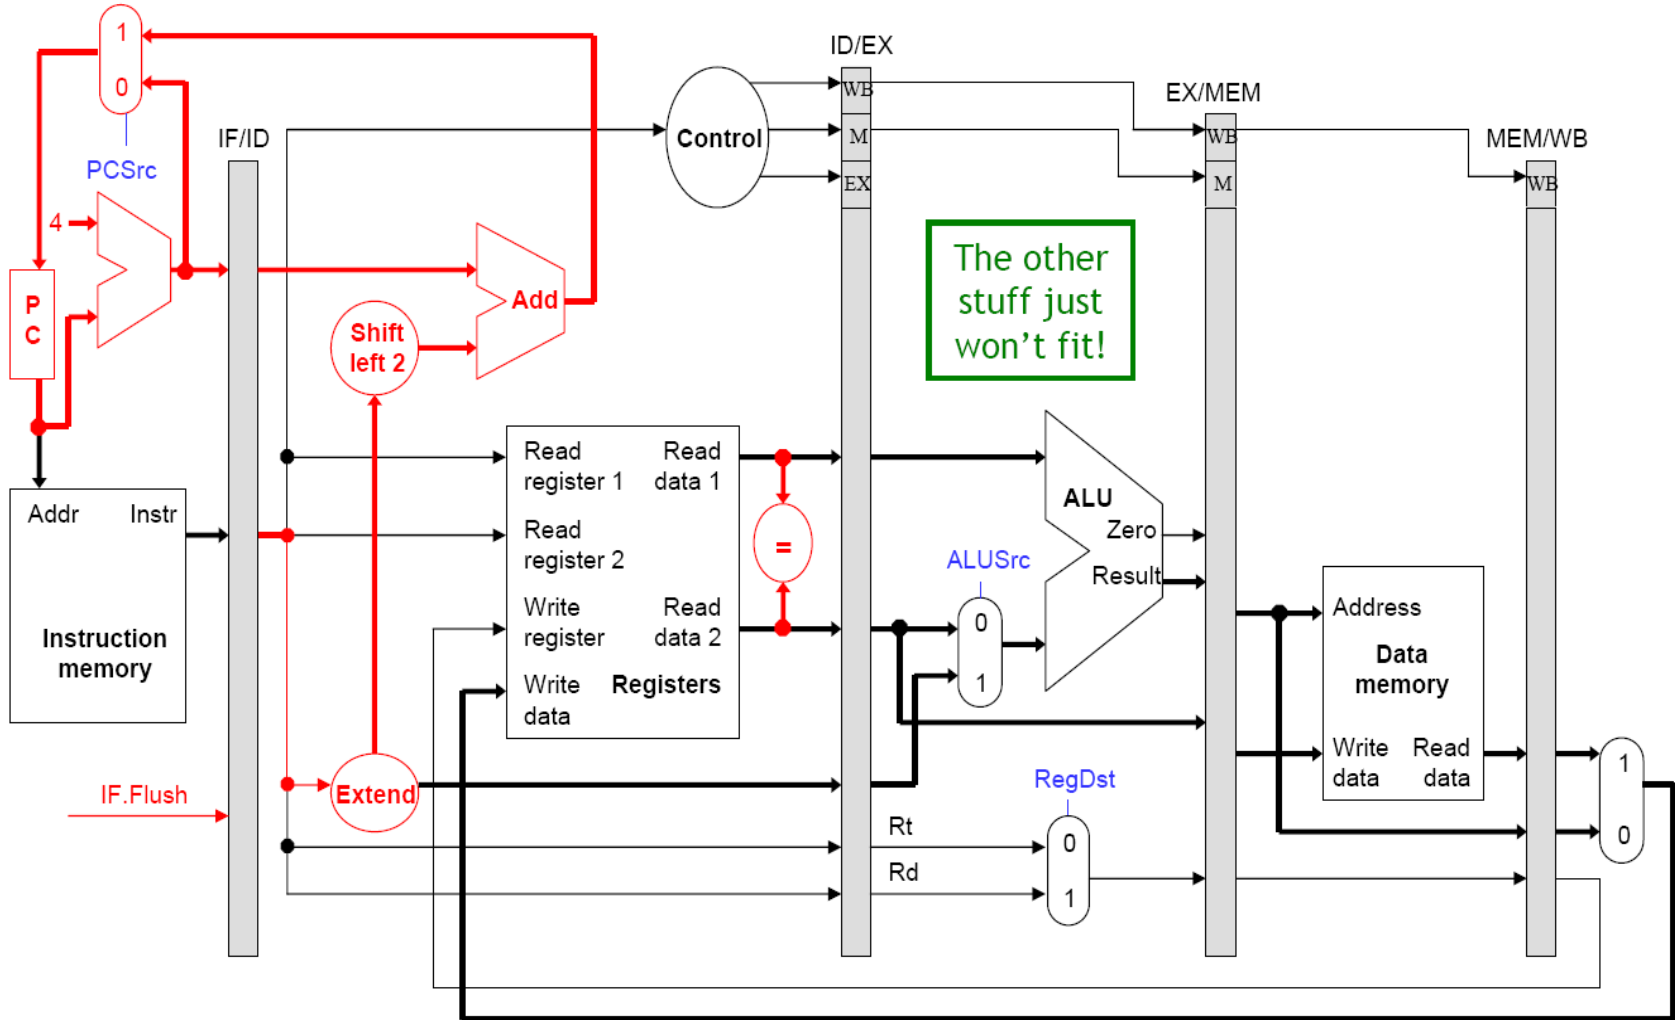 1
0
PCSrc
4
P
C
Addr
Instr
Instruction
memory
IF.Flush
IF/ID
Shift
left 2
Add
Extend
Control
Read
register 1
Read
data 1
Read
register 2
Write
register
Read
data 2
Write
data
Registers
=
ID/EX
WB
M
EX
The other
stuff just
won't fit!
ALU
Zero
Result
ALUSrc
0
1
RegDst
Rt
Rd
0
1
EX/MEM
WB
M
Address
Data
memory
Write
data
Read
data
MEM/WB
WB
1
0